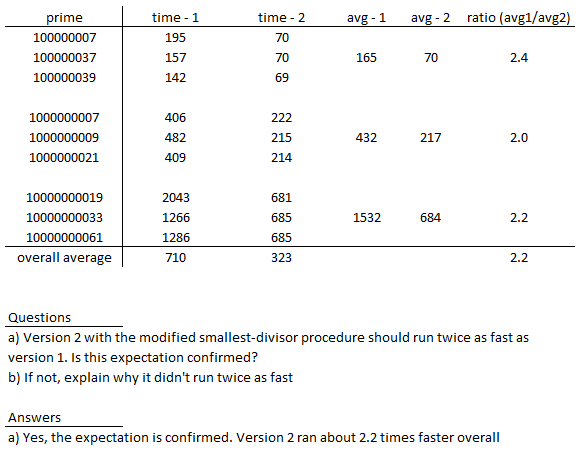 prime time - 1 time - 2 avg - 1 avg - 2 ratio (avg1/avg2)
100000007 195 70
100000037 157 70 165 70 2.4
100000039 142 69
1000000007 406 222
1000000009 482 215 432 217 2.0
1000000021 409 214
10000000019 2043 681
10000000033 1266 685 1532 684 2.2
10000000061 1286 685
overall average 710 323 2.2
Questions
a) Version 2 with the modified smallest-divisor procedure should run twice as fast as
version 1. Is this expectation confirmed?
b) If not, explain why it didn't run twice as fast
Answers
a) Yes, the expectation is confirmed. Version 2 ran about 2.2 times faster overall